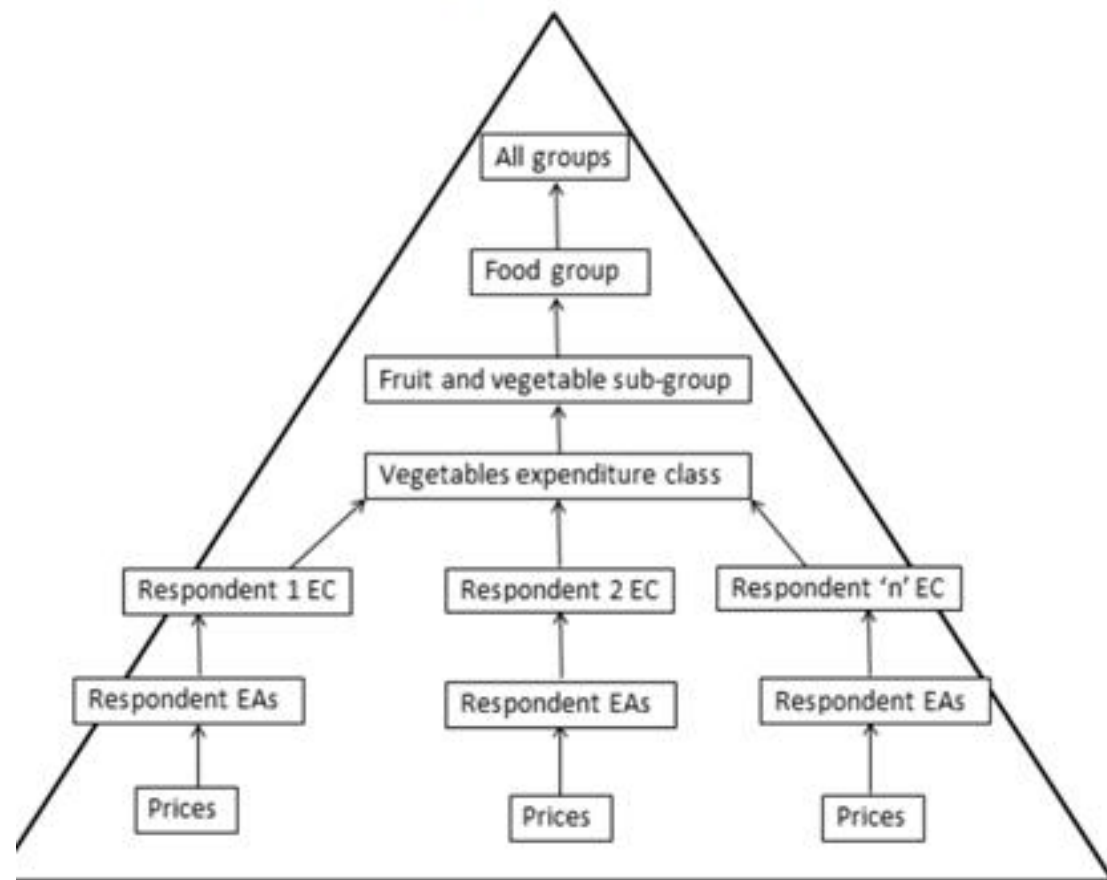 All groups
Food group
Fruit and vegetable sub-group
Vegetables expenditure class
Respondent 1 EC
Respondent 2 EC
Respondent ‘n’ EC
Respondent EAs
Respondent EAs
Respondent EAs
Prices
Prices
Prices